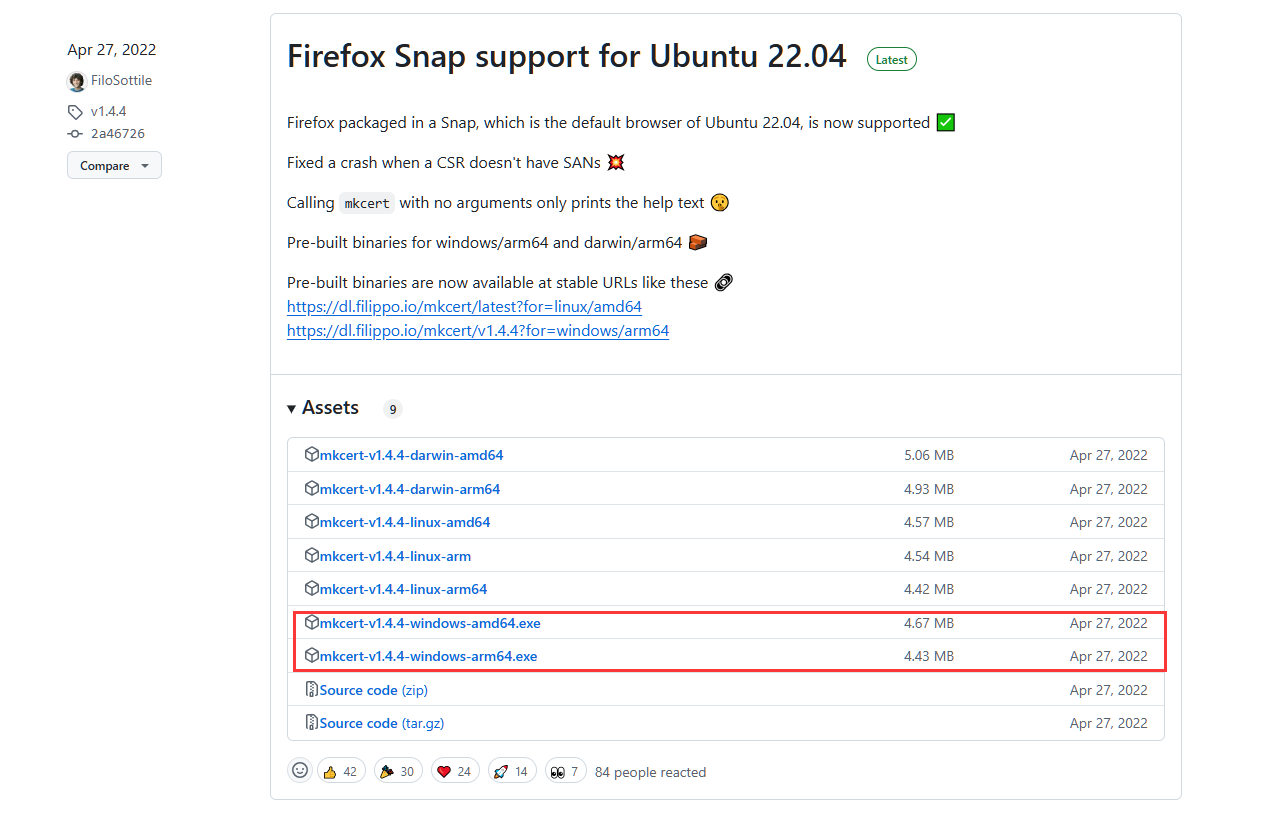 Apr 27, 2022
FiloSottile
v1.4.4
2a46726
Compare
Firefox Snap support for Ubuntu 22.04 Latest
Firefox packaged in a Snap, which is the default browser of Ubuntu 22.04, is now supported ✅
Fixed a crash when a CSR doesn't have SANs 💥
Calling mkcert with no arguments only prints the help text 🤫
Pre-built binaries for windows/arm64 and darwin/arm64 🧱
Pre-built binaries are now available at stable URLs like these 🔗
https://dl.filippo.io/mkcert/latest?for=linux/amd64
https://dl.filippo.io/mkcert/v1.4.4?for=windows/arm64
Assets 9
mkcert-v1.4.4-darwin-amd64 5.06 MB Apr 27, 2022
mkcert-v1.4.4-darwin-arm64 4.93 MB Apr 27, 2022
mkcert-v1.4.4-linux-amd64 4.57 MB Apr 27, 2022
mkcert-v1.4.4-linux-arm 4.54 MB Apr 27, 2022
mkcert-v1.4.4-linux-arm64 4.42 MB Apr 27, 2022
mkcert-v1.4.4-windows-amd64.exe 4.67 MB Apr 27, 2022
mkcert-v1.4.4-windows-arm64.exe 4.43 MB Apr 27, 2022
Source code (zip) Apr 27, 2022
Source code (tar.gz) Apr 27, 2022
👍 42 🎉 30 ❤️ 24 🚀 14 👀 7 84 people reacted